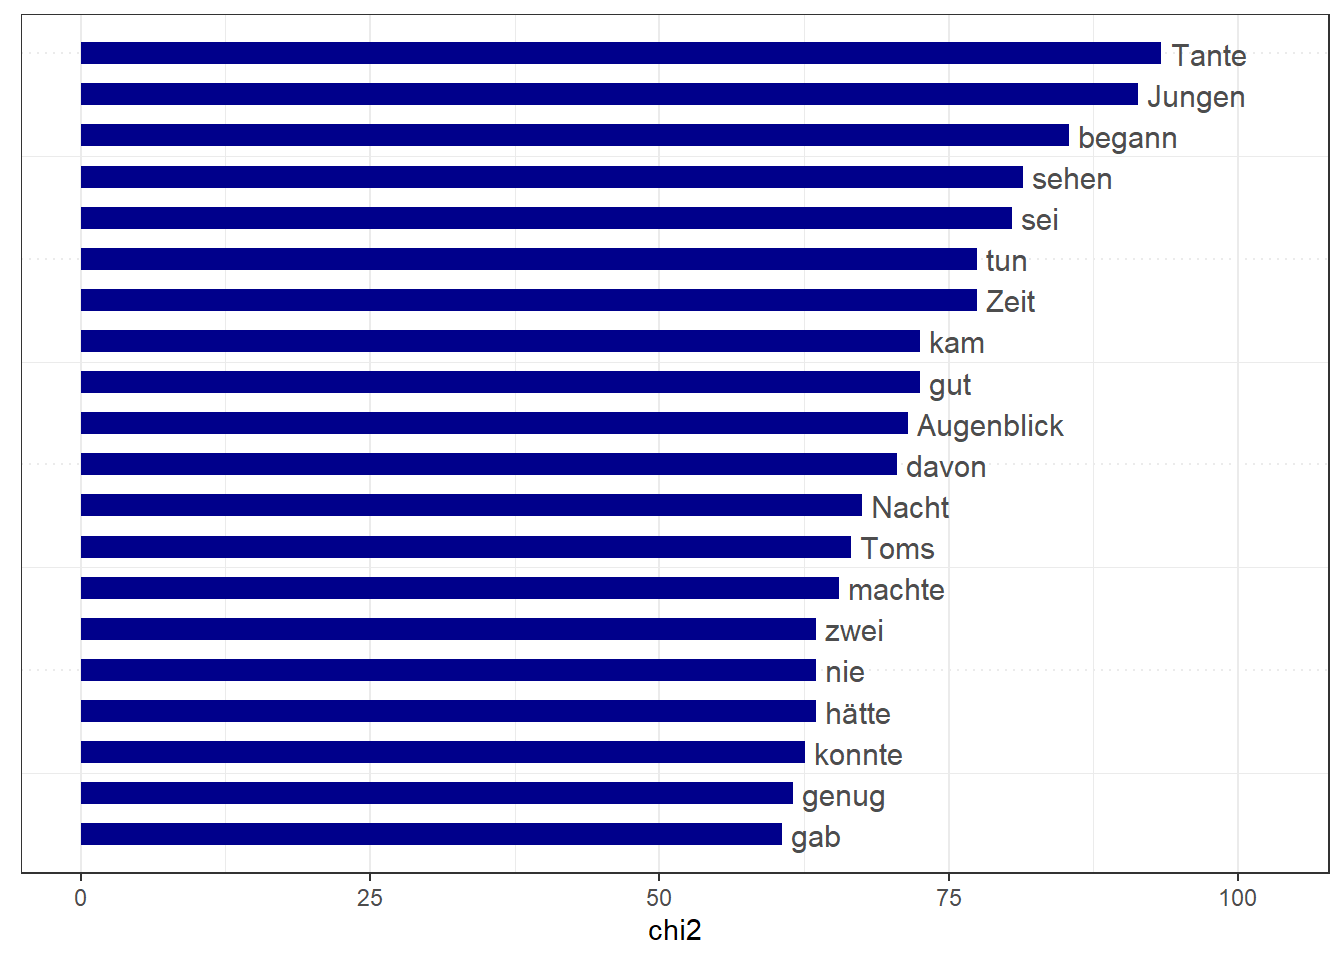 Tante
Jungen
begann
sehen
sei
tun
Zeit
kam
gut
Augenblick
davon
Nacht
Toms
machte
zwei
nie
hätte
konnte
genug
gab
0 25 50 75 100
chi2